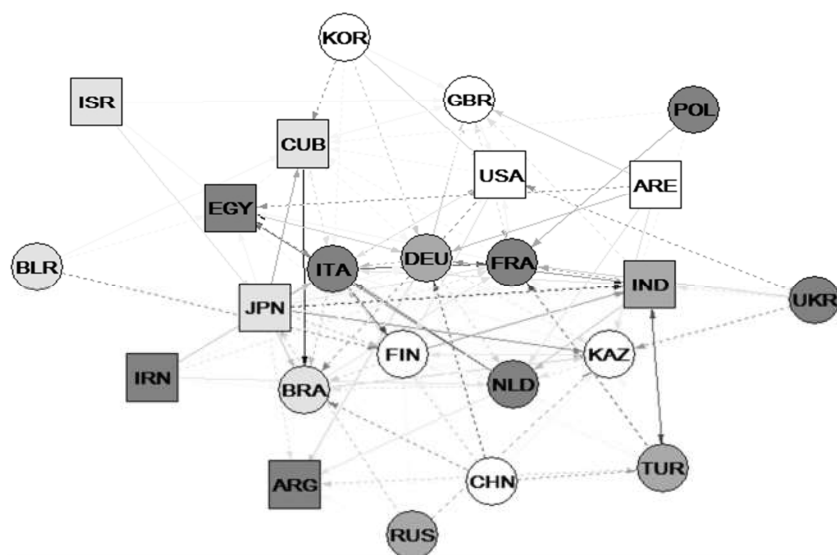 KOR
ISR
GBR
POL
CUB
USA
ARE
EGY
BLR
ITA
DEU
FRA
IND
UKR
JPN
FIN
KAZ
IRN
BRA
NLD
ARG
CHN
TUR
RUS